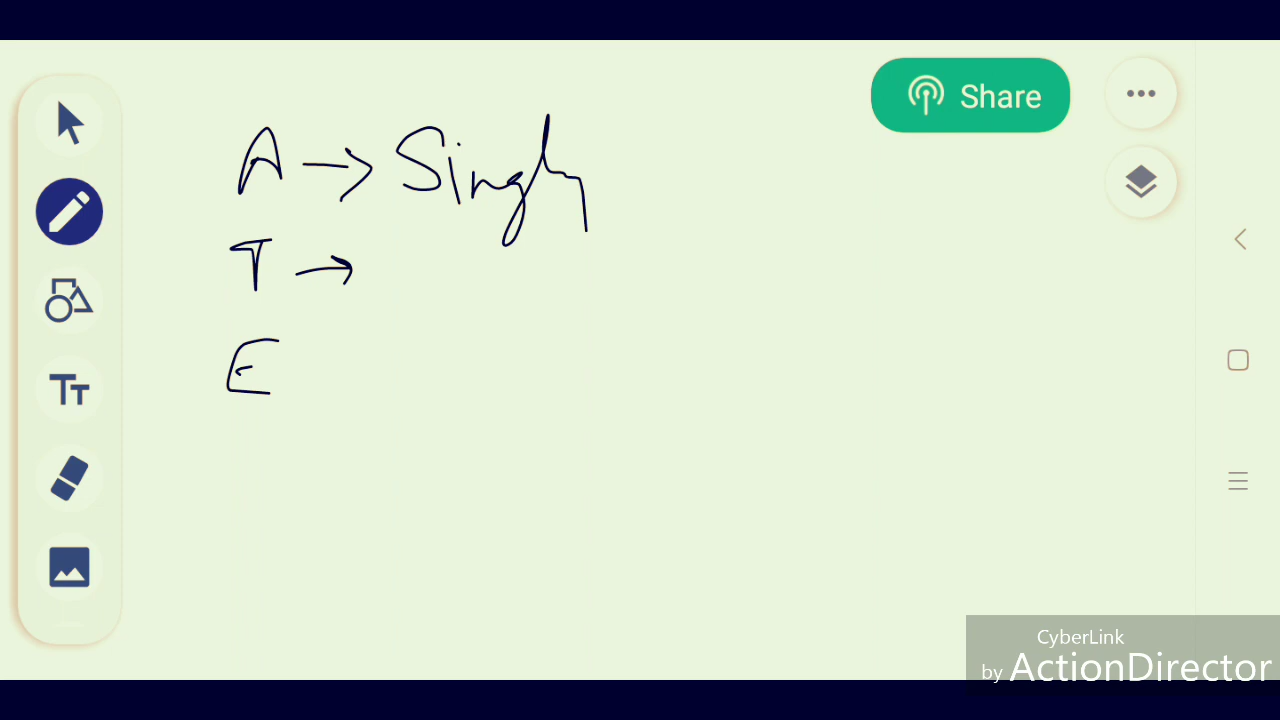 Share
A → Singh
T →
E
Tт
CyberLink
by ActionDirector